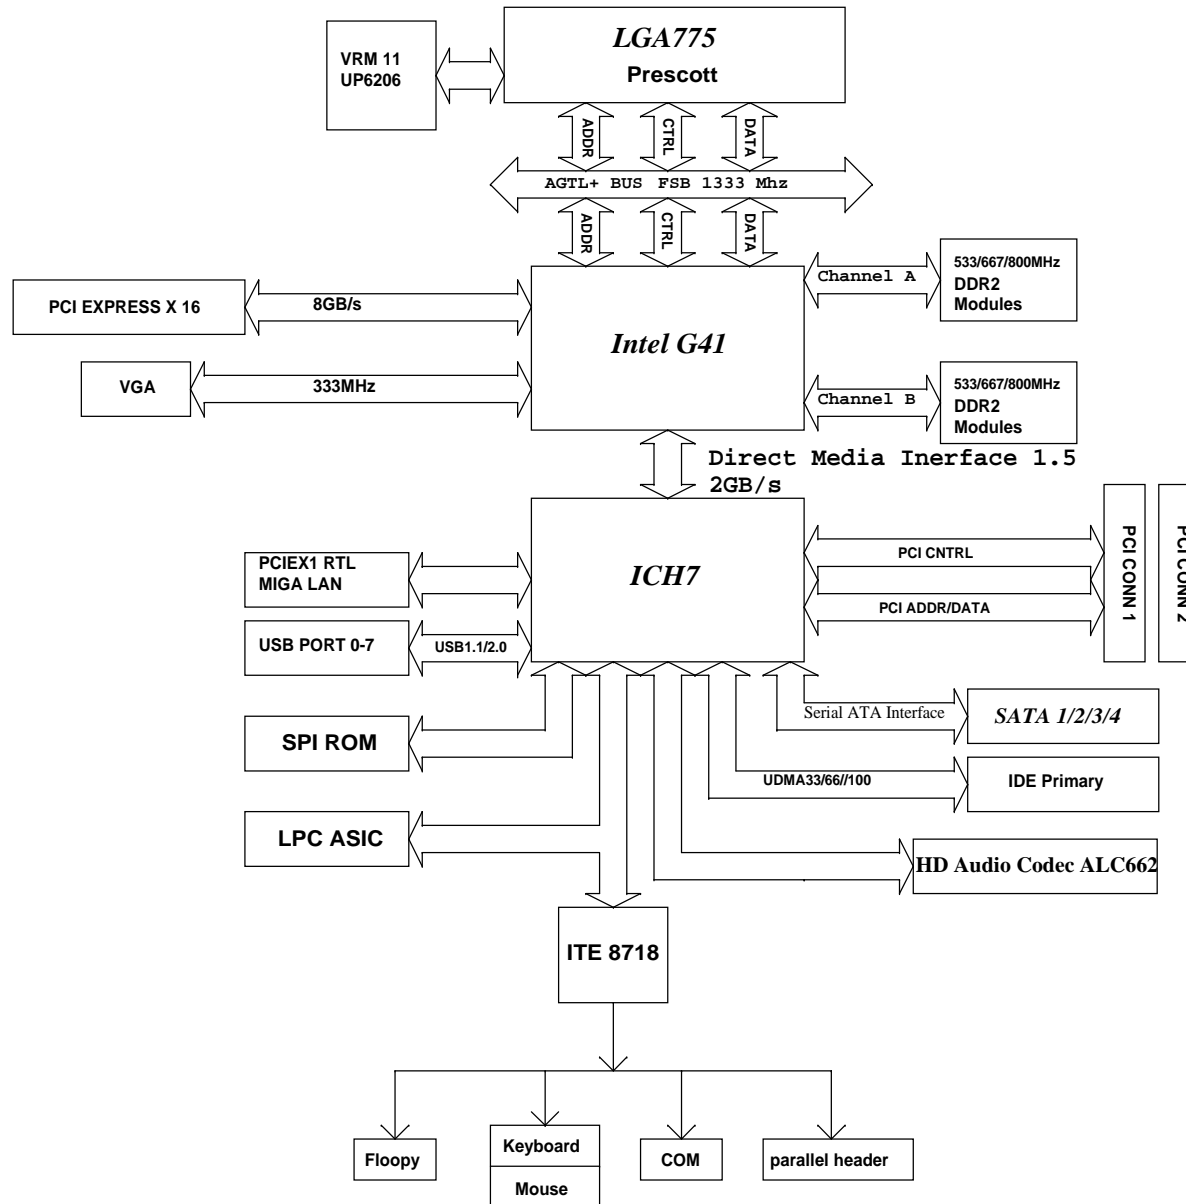 LGA775
Prescott
VRM 11
UP6206
ADDR
CTRL
DATA
AGTL+ BUS FSB 1333 Mhz
ADDR
CTRL
DATA
Intel G41
PCI EXPRESS X 16
8GB/s
VGA
333MHz
Channel A
533/667/800MHz
DDR2
Modules
Channel B
533/667/800MHz
DDR2
Modules
Direct Media Inerface 1.5
2GB/s
ICH7
PCIEX1 RTL
MIGA LAN
USB PORT 0-7
USB1.1/2.0
PCI CNTRL
PCI ADDR/DATA
PCI CONN 1
PCI CONN 2
SPI ROM
LPC ASIC
Serial ATA Interface
SATA 1/2/3/4
UDMA33/66//100
IDE Primary
HD Audio Codec ALC662
ITE 8718
Floopy
Keyboard
Mouse
COM
parallel header